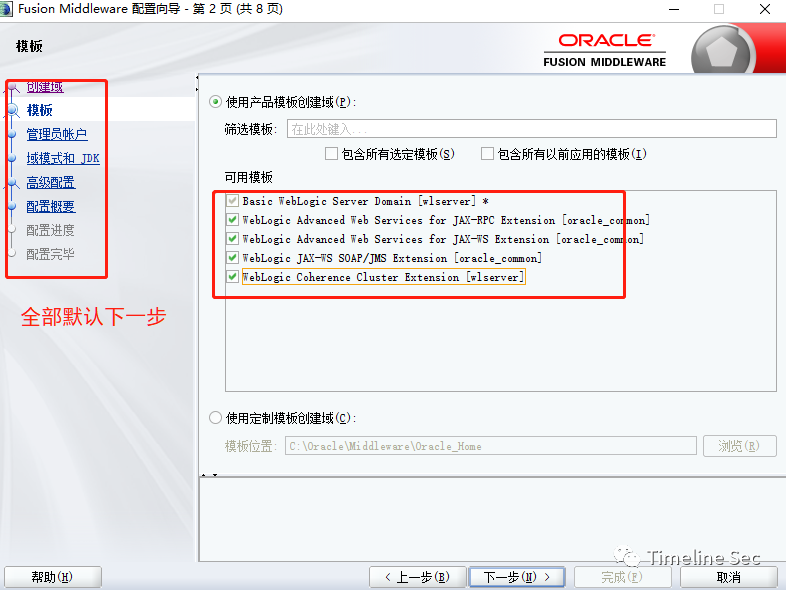 Fusion Middleware 配置向导 - 第 2 页 (共 8 页)
模板
ORACLE
FUSION MIDDLEWARE
创建域
模板
管理员帐户
域模式和 JDK
高级配置
配置概要
配置进度
配置完毕
全部默认下一步
使用产品模板创建域(P):
筛选模板: 在此处键入...
包含所有选定模板(S) 包含所有以前应用的模板(I)
可用模板
Basic WebLogic Server Domain [wlserver] *
WebLogic Advanced Web Services for JAX-RPC Extension [oracle_common]
WebLogic Advanced Web Services for JAX-WS Extension [oracle_common]
WebLogic JAX-WS SOAP/JMS Extension [oracle_common]
WebLogic Coherence Cluster Extension [wlserver]
使用定制模板创建域(C):
模板位置: C:\Oracle\Middleware\Oracle_Home 浏览(R)
Timeline Sec
帮助(H) < 上一步(B) 下一步(N) > 完成(F) 取消